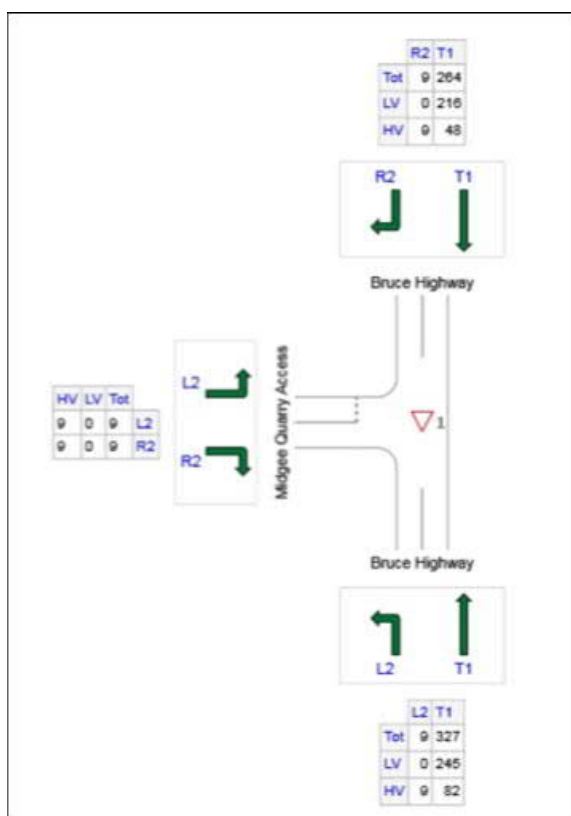 R2 T1
Tot 9 264
LV 0 216
HV 9 48
R2 T1
Bruce Highway
L2
HV LV Tot
9 0 9 L2
9 0 9 R2
R2
Midgee Quarry Access
1
Bruce Highway
L2 T1
L2 T1
Tot 9 327
LV 0 245
HV 9 82